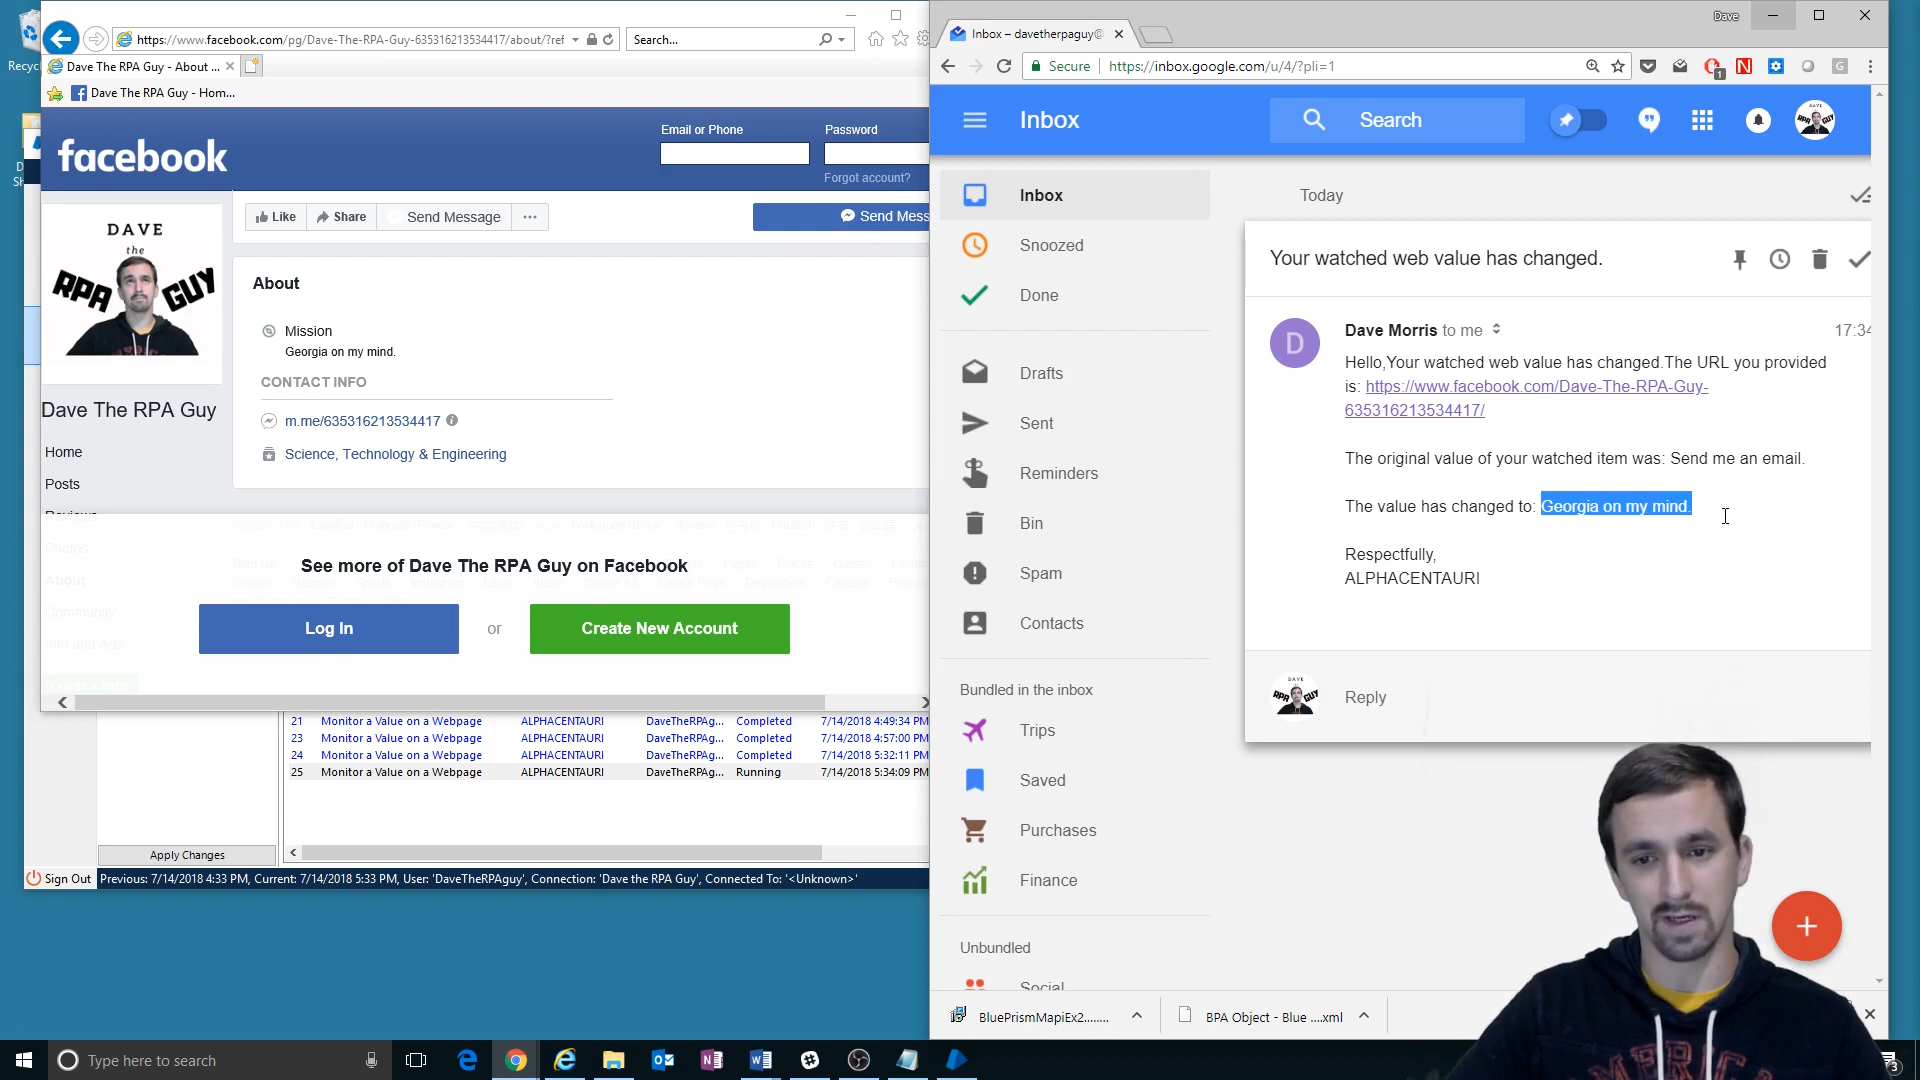 Recyc
https://www.facebook.com/pg/Dave-The-RPA-Guy-635316213534417/about/?ref
Search...
Dave The RPA Guy - About ...
Dave The RPA Guy - Hom...
facebook
Email or Phone
Password
Forgot account?
Like
Share
Send Message
...
Send Mess
DAVE
the
RPA GUY
About
Mission
Georgia on my mind.
CONTACT INFO
m.me/635316213534417
Science, Technology & Engineering
Dave The RPA Guy
Home
Posts
Reviews
Photos
About
Community
Info and Ads
See more of Dave The RPA Guy on Facebook
Log In
or
Create New Account
21 Monitor a Value on a Webpage ALPHACENTAURI DaveTheRPAg... Completed 7/14/2018 4:49:34 PM
23 Monitor a Value on a Webpage ALPHACENTAURI DaveTheRPAg... Completed 7/14/2018 4:57:00 PM
24 Monitor a Value on a Webpage ALPHACENTAURI DaveTheRPAg... Completed 7/14/2018 5:32:11 PM
25 Monitor a Value on a Webpage ALPHACENTAURI DaveTheRPAg... Running 7/14/2018 5:34:09 PM
Apply Changes
Sign Out
Previous: 7/14/2018 4:33 PM, Current: 7/14/2018 5:33 PM, User: 'DaveTheRPAguy', Connection: 'Dave the RPA Guy', Connected To: '<Unknown>'
Dave
Inbox – davetherpaguy@
Secure
https://inbox.google.com/u/4/?pli=1
1
N
G
Inbox
Search
Inbox
Snoozed
Done
Drafts
Sent
Reminders
Bin
Spam
Contacts
Bundled in the inbox
Trips
Saved
Purchases
Finance
Unbundled
Social
Today
Your watched web value has changed.
D
Dave Morris to me
17:34
Hello,Your watched web value has changed.The URL you provided
is: https://www.facebook.com/Dave-The-RPA-Guy-
635316213534417/
The original value of your watched item was: Send me an email.
The value has changed to: Georgia on my mind.
Respectfully,
ALPHACENTAURI
DAVE
RPA GUY
Reply
BluePrismMapiEx2........
BPA Object - Blue ....xml
Type here to search
3